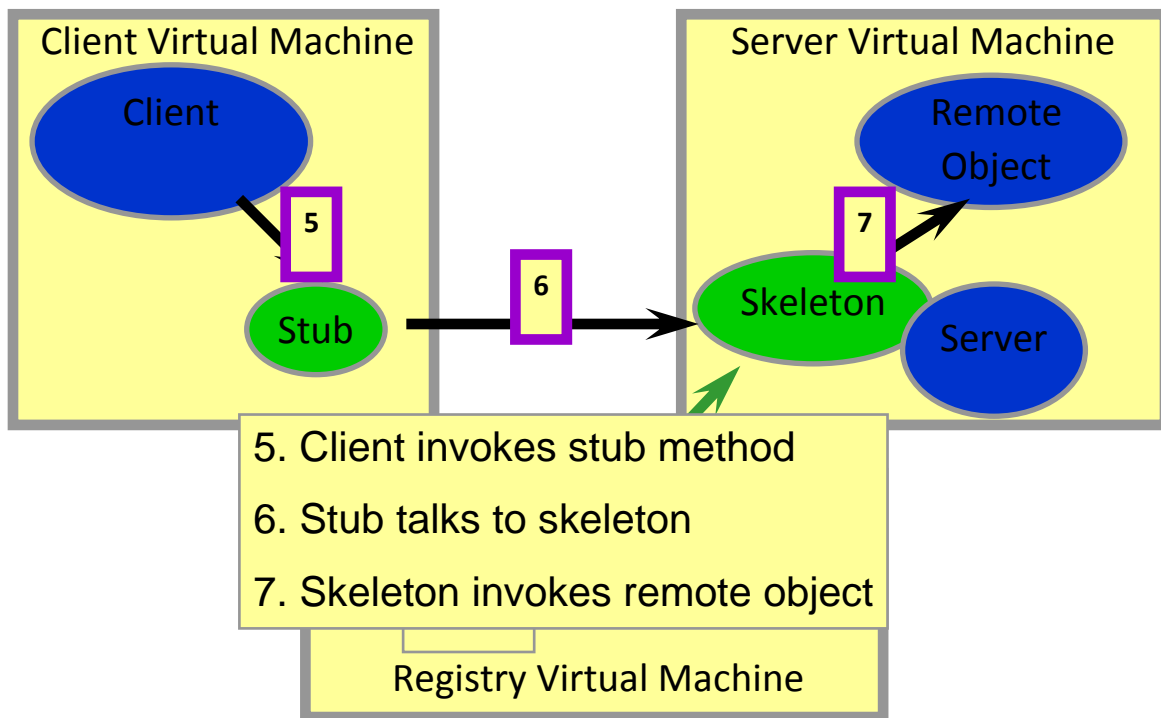 Client Virtual Machine
Server Virtual Machine
Client
Remote
Object
5
7
6
Skeleton
Stub
Server
5. Client invokes stub method
6. Stub talks to skeleton
7. Skeleton invokes remote object
Registry Virtual Machine